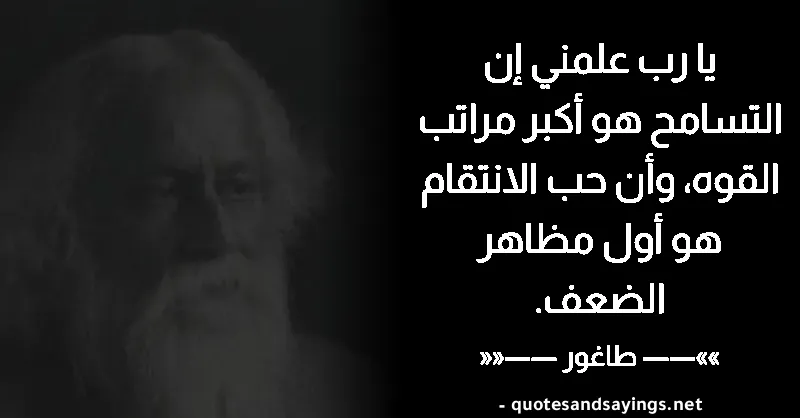 يا رب علمني إن
التسامح هو أكبر مراتب
القوه، وأن حب الانتقام
هو أول مظاهر
الضعف.
»»—— طاغور ——««
- quotesandsayings.net